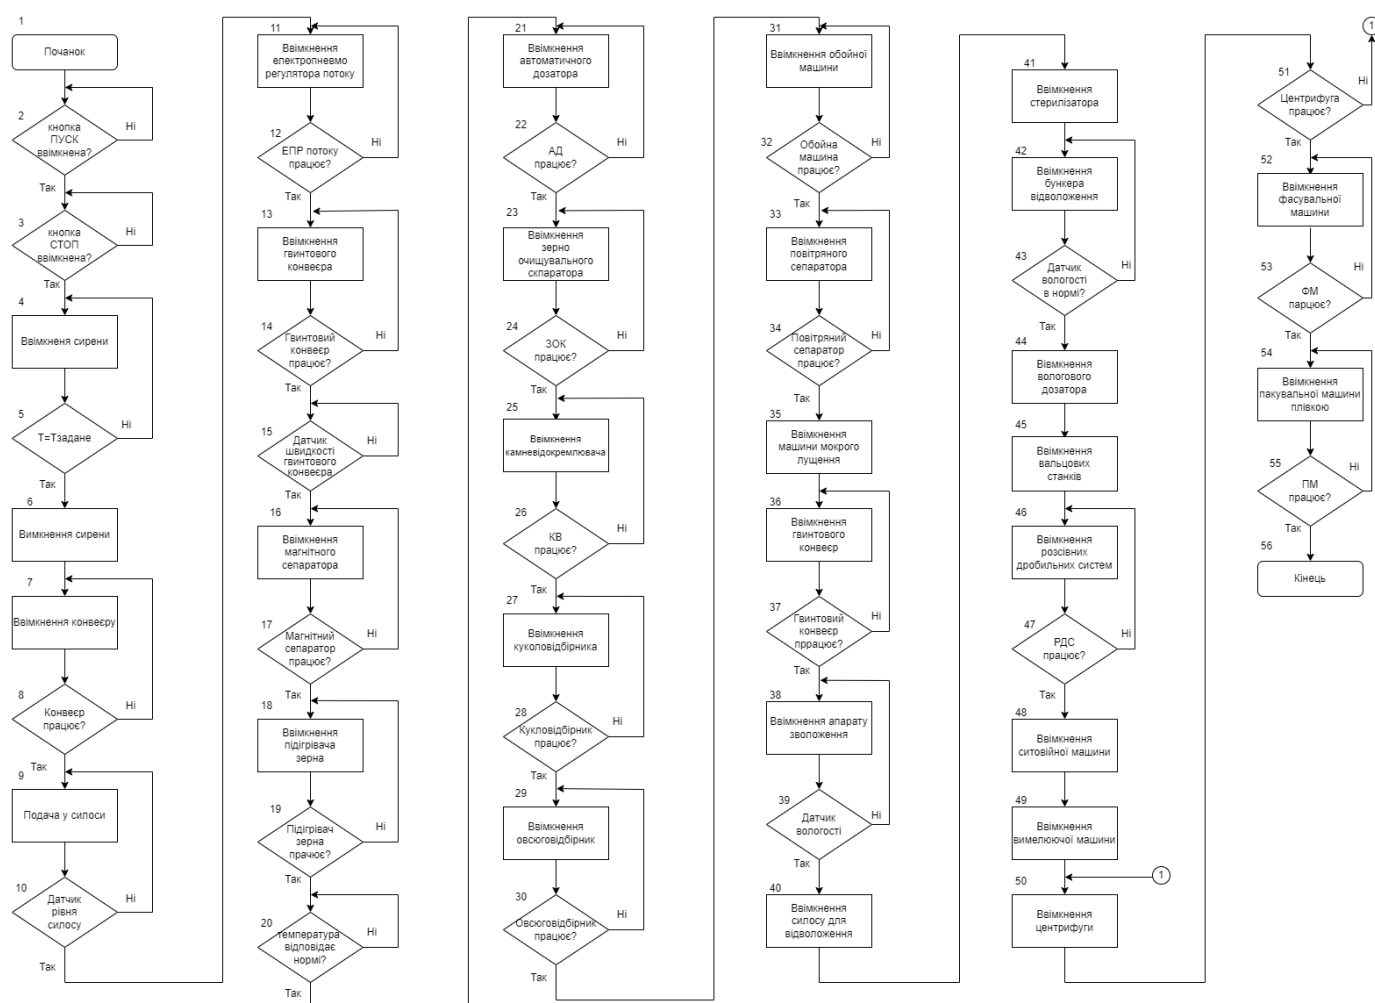 1
Початок
2
кнопка
ПУСК
ввімкнена?
Ні
Так
3
кнопка
СТОП
ввімкнена?
Ні
Так
4
Ввімкненя сирени
5
Т=Тзадане
Ні
Так
6
Вимкнення сирени
7
Ввімкнення конвеєру
8
Конвеєр
працює?
Ні
Так
9
Подача у силоси
10
Датчик
рівня
силосу
Ні
Так
11
Ввімкнення
електропневмо
регулятора потоку
12
ЕПР потоку
працює?
Ні
Так
13
Ввімкнення
гвинтового
конвеєра
14
Гвинтовий
конвеєр
працює?
Ні
Так
15
Датчик
швидкості
гвинтового
конвеєра
Ні
Так
16
Ввімкнення
магнітного
сепаратора
17
Магнітний
сепаратор
працює?
Ні
Так
18
Ввімкнення
підігрівача
зерна
19
Підігрівач
зерна
прачює?
Ні
Так
20
температура
відповідає
нормі?
Ні
Так
21
Ввімкнення
автоматичного
дозатора
22
АД
працює?
Ні
Так
23
Ввімкнення
зерно
очищувального
скпаратора
24
ЗОК
працює?
Ні
Так
25
Ввімкнення
камневідокремлювача
26
КВ
працює?
Ні
Так
27
Ввімкнення
куколовідбірника
28
Кукловідбірник
працює?
Ні
Так
29
Ввімкнення
овсюговідбірник
30
Овсюговідбірник
працює?
Ні
Так
31
Ввімкнення обойної
машини
32
Обойна
машина
працює?
Ні
Так
33
Ввімкнення
повітряного
сепаратора
34
Повітряний
сепаратор
працює?
Ні
Так
35
Ввімкнення
машини мокрого
лущення
36
Ввімкнення
гвинтового
конвеєр
37
Гвинтовий
конвеєр
пррацює?
Ні
Так
38
Ввімкнення апарату
зволоження
39
Датчик
вологості
Ні
Так
40
Ввімкнення
силосу для
відволоження
41
Ввімкнення
стерилізатора
42
Ввімкнення
бункера
відволоження
43
Датчик
вологості
в нормі?
Ні
Так
44
Ввімкнення
вологового
дозатора
45
Ввімкнення
вальцових
станків
46
Ввімкнення
розсівних
дробильних систем
47
РДС
працює?
Ні
Так
48
Ввімкнення
ситовійної машини
49
Ввімкнення
вимелюючої машини
1
50
Ввімкнення
центрифуги
1
51
Центрифуга
працює?
Ні
Так
52
Ввімкнення
фасувальної
машини
53
ФМ
парцює?
Ні
Так
54
Ввімкнення
пакувальної машини
плівкою
55
ПМ
працює?
Ні
Так
56
Кінець